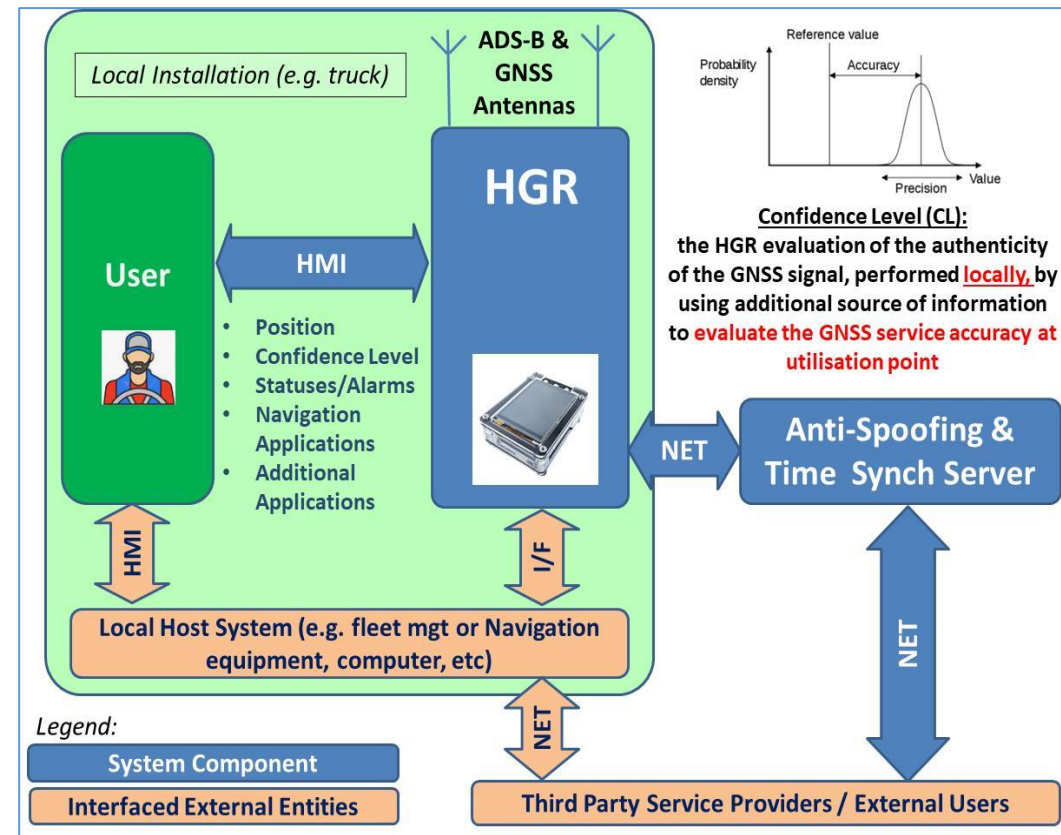 Local Installation (e.g. truck)
ADS-B &
GNSS
Antennas
User
HMI
HGR
• Position
• Confidence Level
• Statuses/Alarms
• Navigation
Applications
• Additional
Applications
HMI
I/F
Local Host System (e.g. fleet mgt or Navigation
equipment, computer, etc)
Reference value
Probability
density
Accuracy
Value
Precision
Confidence Level (CL):
the HGR evaluation of the authenticity
of the GNSS signal, performed locally, by
using additional source of information
to evaluate the GNSS service accuracy at
utilisation point
NET
Anti-Spoofing &
Time Synch Server
NET
NET
Legend:
System Component
Interfaced External Entities
Third Party Service Providers / External Users